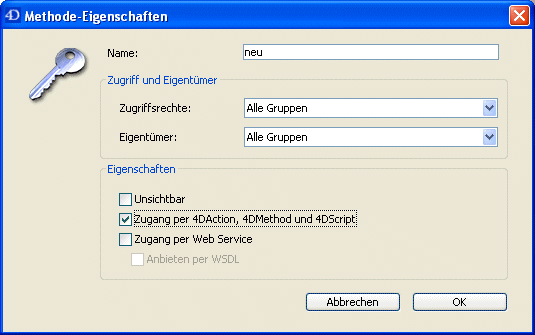 4D Methode-Eigenschaften
Name: neu
Zugriff und Eigentümer
Zugriffsrechte: Alle Gruppen
Eigentümer: Alle Gruppen
Eigenschaften
Unsichtbar
Zugang per 4DAction, 4DMethod und 4DScript
Zugang per Web Service
Anbieten per WSDL
Abbrechen OK